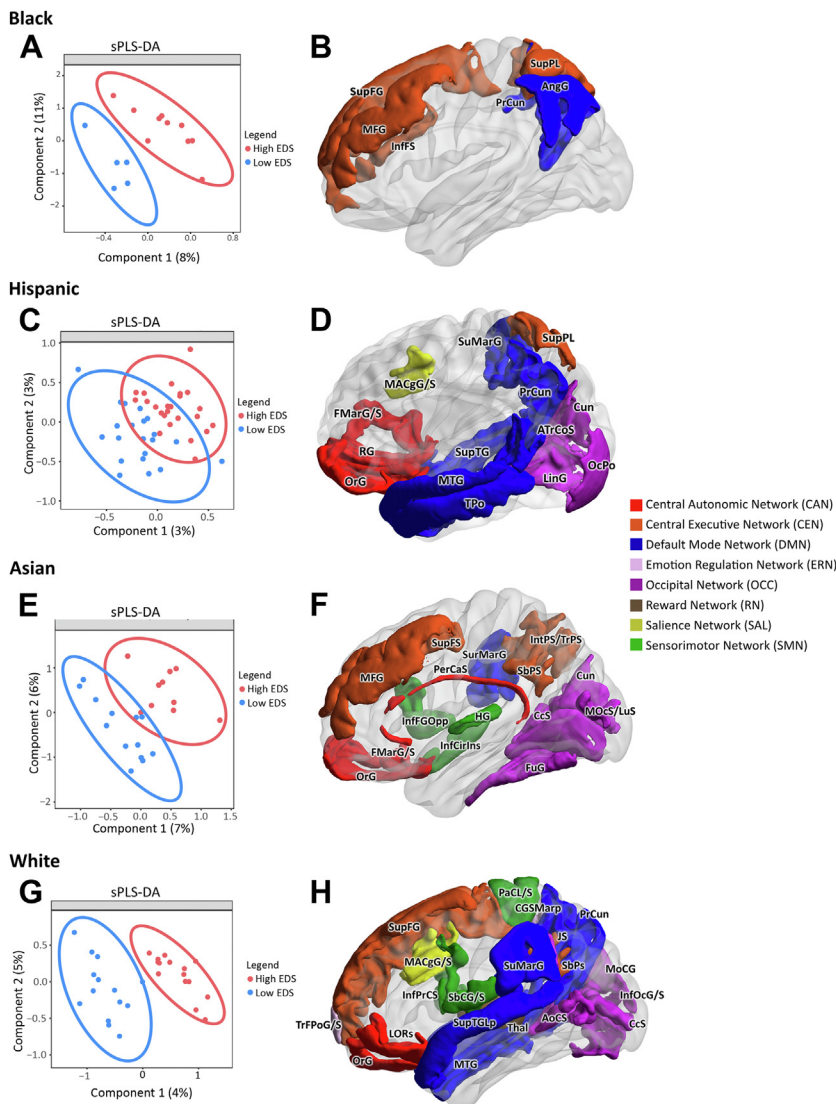 Black
A
sPLS-DA
2
1
0
−1
−2
−0.4
0.0
0.8
Component 2 (11%)
Component 1 (8%)
Legend
High EDS
Low EDS
B
SupPL
SupFG
AngG
PrCun
MFG
InfFS
Hispanic
C
sPLS-DA
1.0
0.5
0.0
−0.5
−1.0
−0.5
0.0
0.5
Component 2 (3%)
Component 1 (3%)
Legend
High EDS
Low EDS
D
SuMarG
SupPL
MACgG/S
PrCun
Cun
FMarG/S
ATrCoS
RG
SupTG
OcPo
OrG
MTG
LinG
TPo
Central Autonomic Network (CAN)
Central Executive Network (CEN)
Default Mode Network (DMN)
Emotion Regulation Network (ERN)
Occipital Network (OCC)
Reward Network (RN)
Salience Network (SAL)
Sensorimotor Network (SMN)
Asian
E
sPLS-DA
1
0
−1
−2
−1.0
−0.5
0.0
0.5
1.0
1.5
Component 2 (6%)
Component 1 (7%)
Legend
High EDS
Low EDS
F
SupFS
IntPS/TrPS
SurMarG
SbPS
PerCaS
MFG
Cun
InfFGOpp
HG
CcS
MOcS/LuS
FMarG/S
InfCirIns
OrG
FuG
White
G
sPLS-DA
0.5
0.0
−0.5
−1.0
−1
0
1
Component 2 (5%)
Component 1 (4%)
Legend
High EDS
Low EDS
H
PaCL/S
CGSMarp
PrCun
SupFG
JS
MACgG/S
SuMarG
SbPs
MoCG
InfPrCS
SbCG/S
InfOcG/S
TrFPoG/S
LORs
SupTGLp
Thal
AoCS
CcS
OrG
MTG